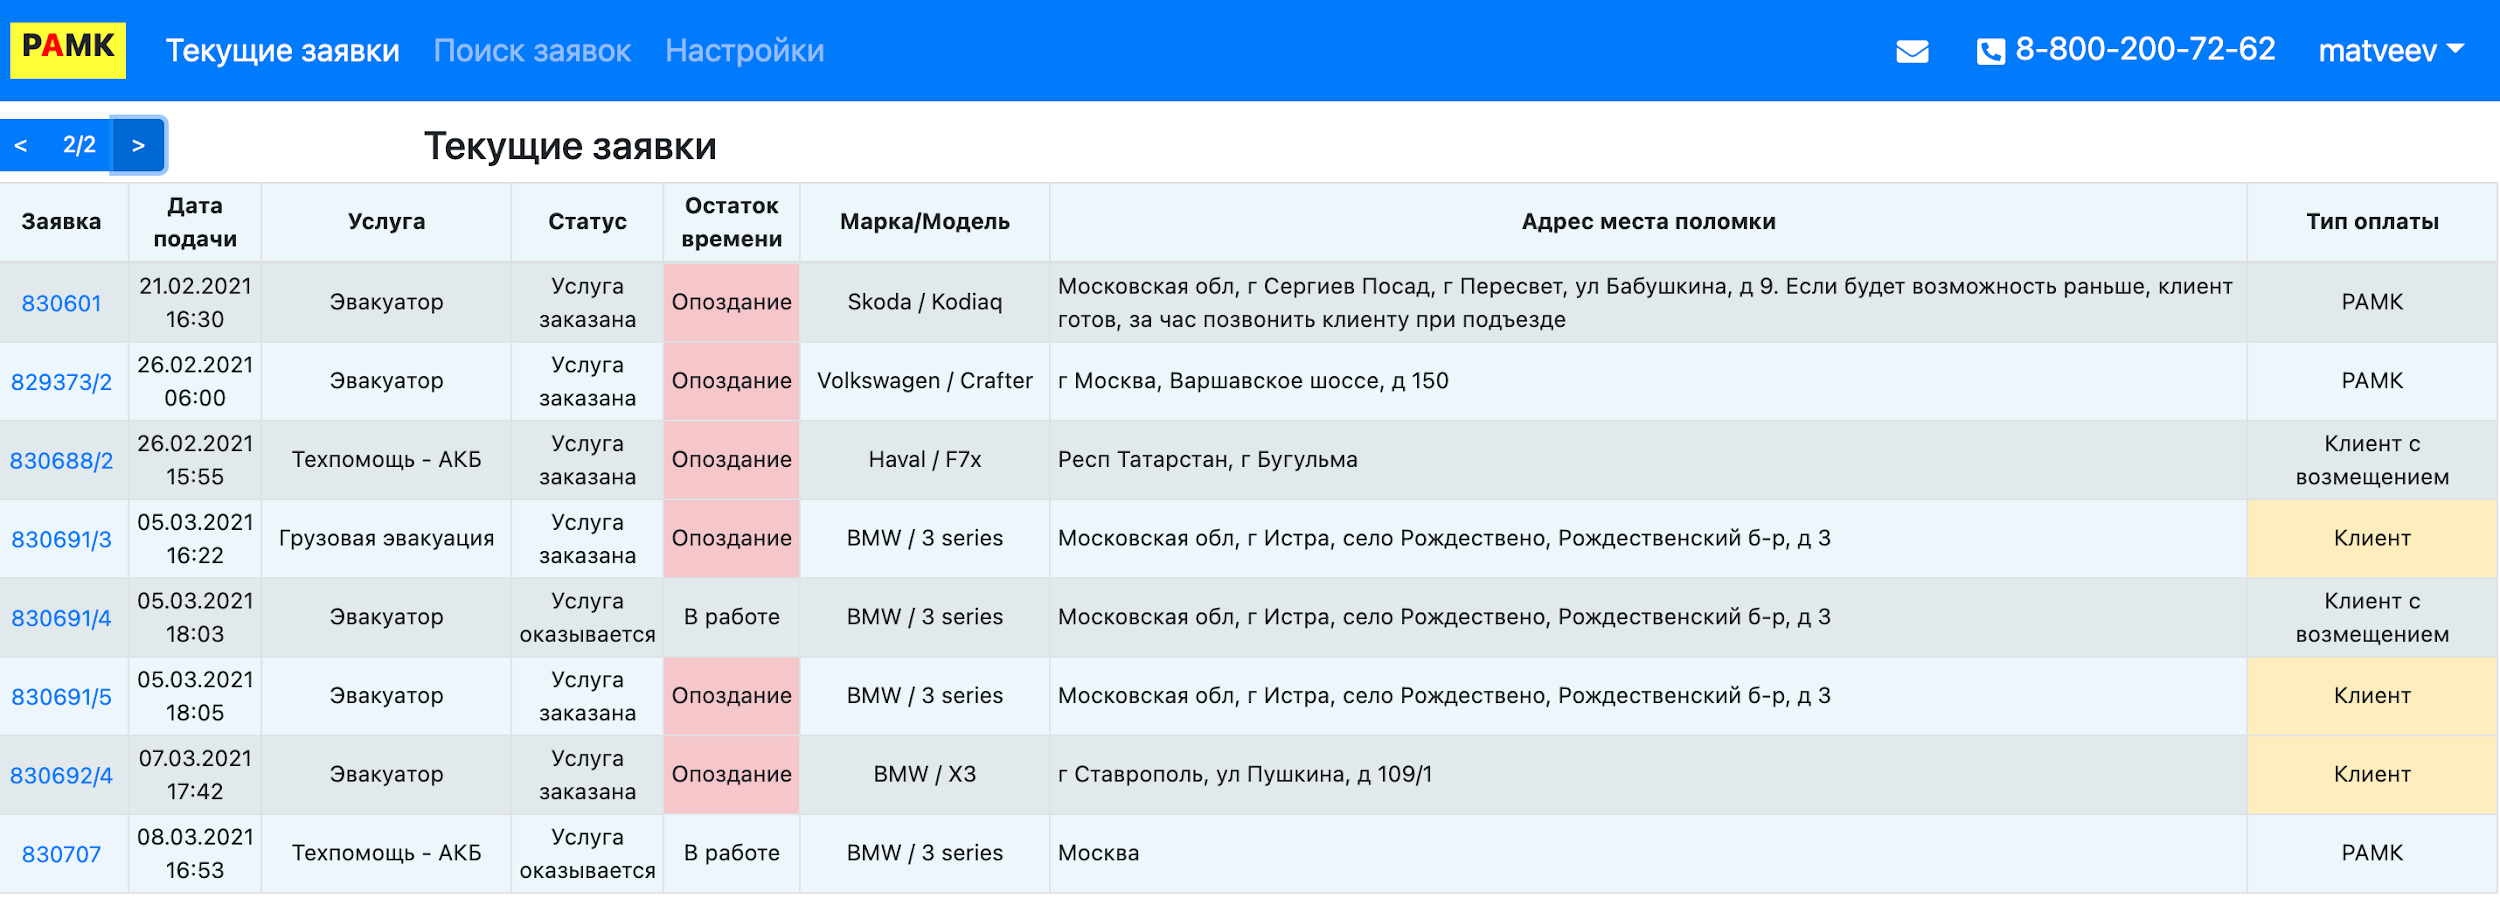 РАМК Текущие заявки Поиск заявок Настройки 8-800-200-72-62 matveev
< 2/2 > Текущие заявки
Заявка Дата подачи Услуга Статус Остаток времени Марка/Модель Адрес места поломки Тип оплаты
830601 21.02.2021 16:30 Эвакуатор Услуга заказана Опоздание Skoda / Kodiaq Московская обл, г Сергиев Посад, г Пересвет, ул Бабушкина, д 9. Если будет возможность раньше, клиент готов, за час позвонить клиенту при подъезде РАМК
829373/2 26.02.2021 06:00 Эвакуатор Услуга заказана Опоздание Volkswagen / Crafter г Москва, Варшавское шоссе, д 150 РАМК
830688/2 26.02.2021 15:55 Техпомощь - АКБ Услуга заказана Опоздание Haval / F7x Респ Татарстан, г Бугульма Клиент с возмещением
830691/3 05.03.2021 16:22 Грузовая эвакуация Услуга заказана Опоздание BMW / 3 series Московская обл, г Истра, село Рождествено, Рождественский б-р, д 3 Клиент
830691/4 05.03.2021 18:03 Эвакуатор Услуга оказывается В работе BMW / 3 series Московская обл, г Истра, село Рождествено, Рождественский б-р, д 3 Клиент с возмещением
830691/5 05.03.2021 18:05 Эвакуатор Услуга заказана Опоздание BMW / 3 series Московская обл, г Истра, село Рождествено, Рождественский б-р, д 3 Клиент
830692/4 07.03.2021 17:42 Эвакуатор Услуга заказана Опоздание BMW / X3 г Ставрополь, ул Пушкина, д 109/1 Клиент
830707 08.03.2021 16:53 Техпомощь - АКБ Услуга оказывается В работе BMW / 3 series Москва РАМК